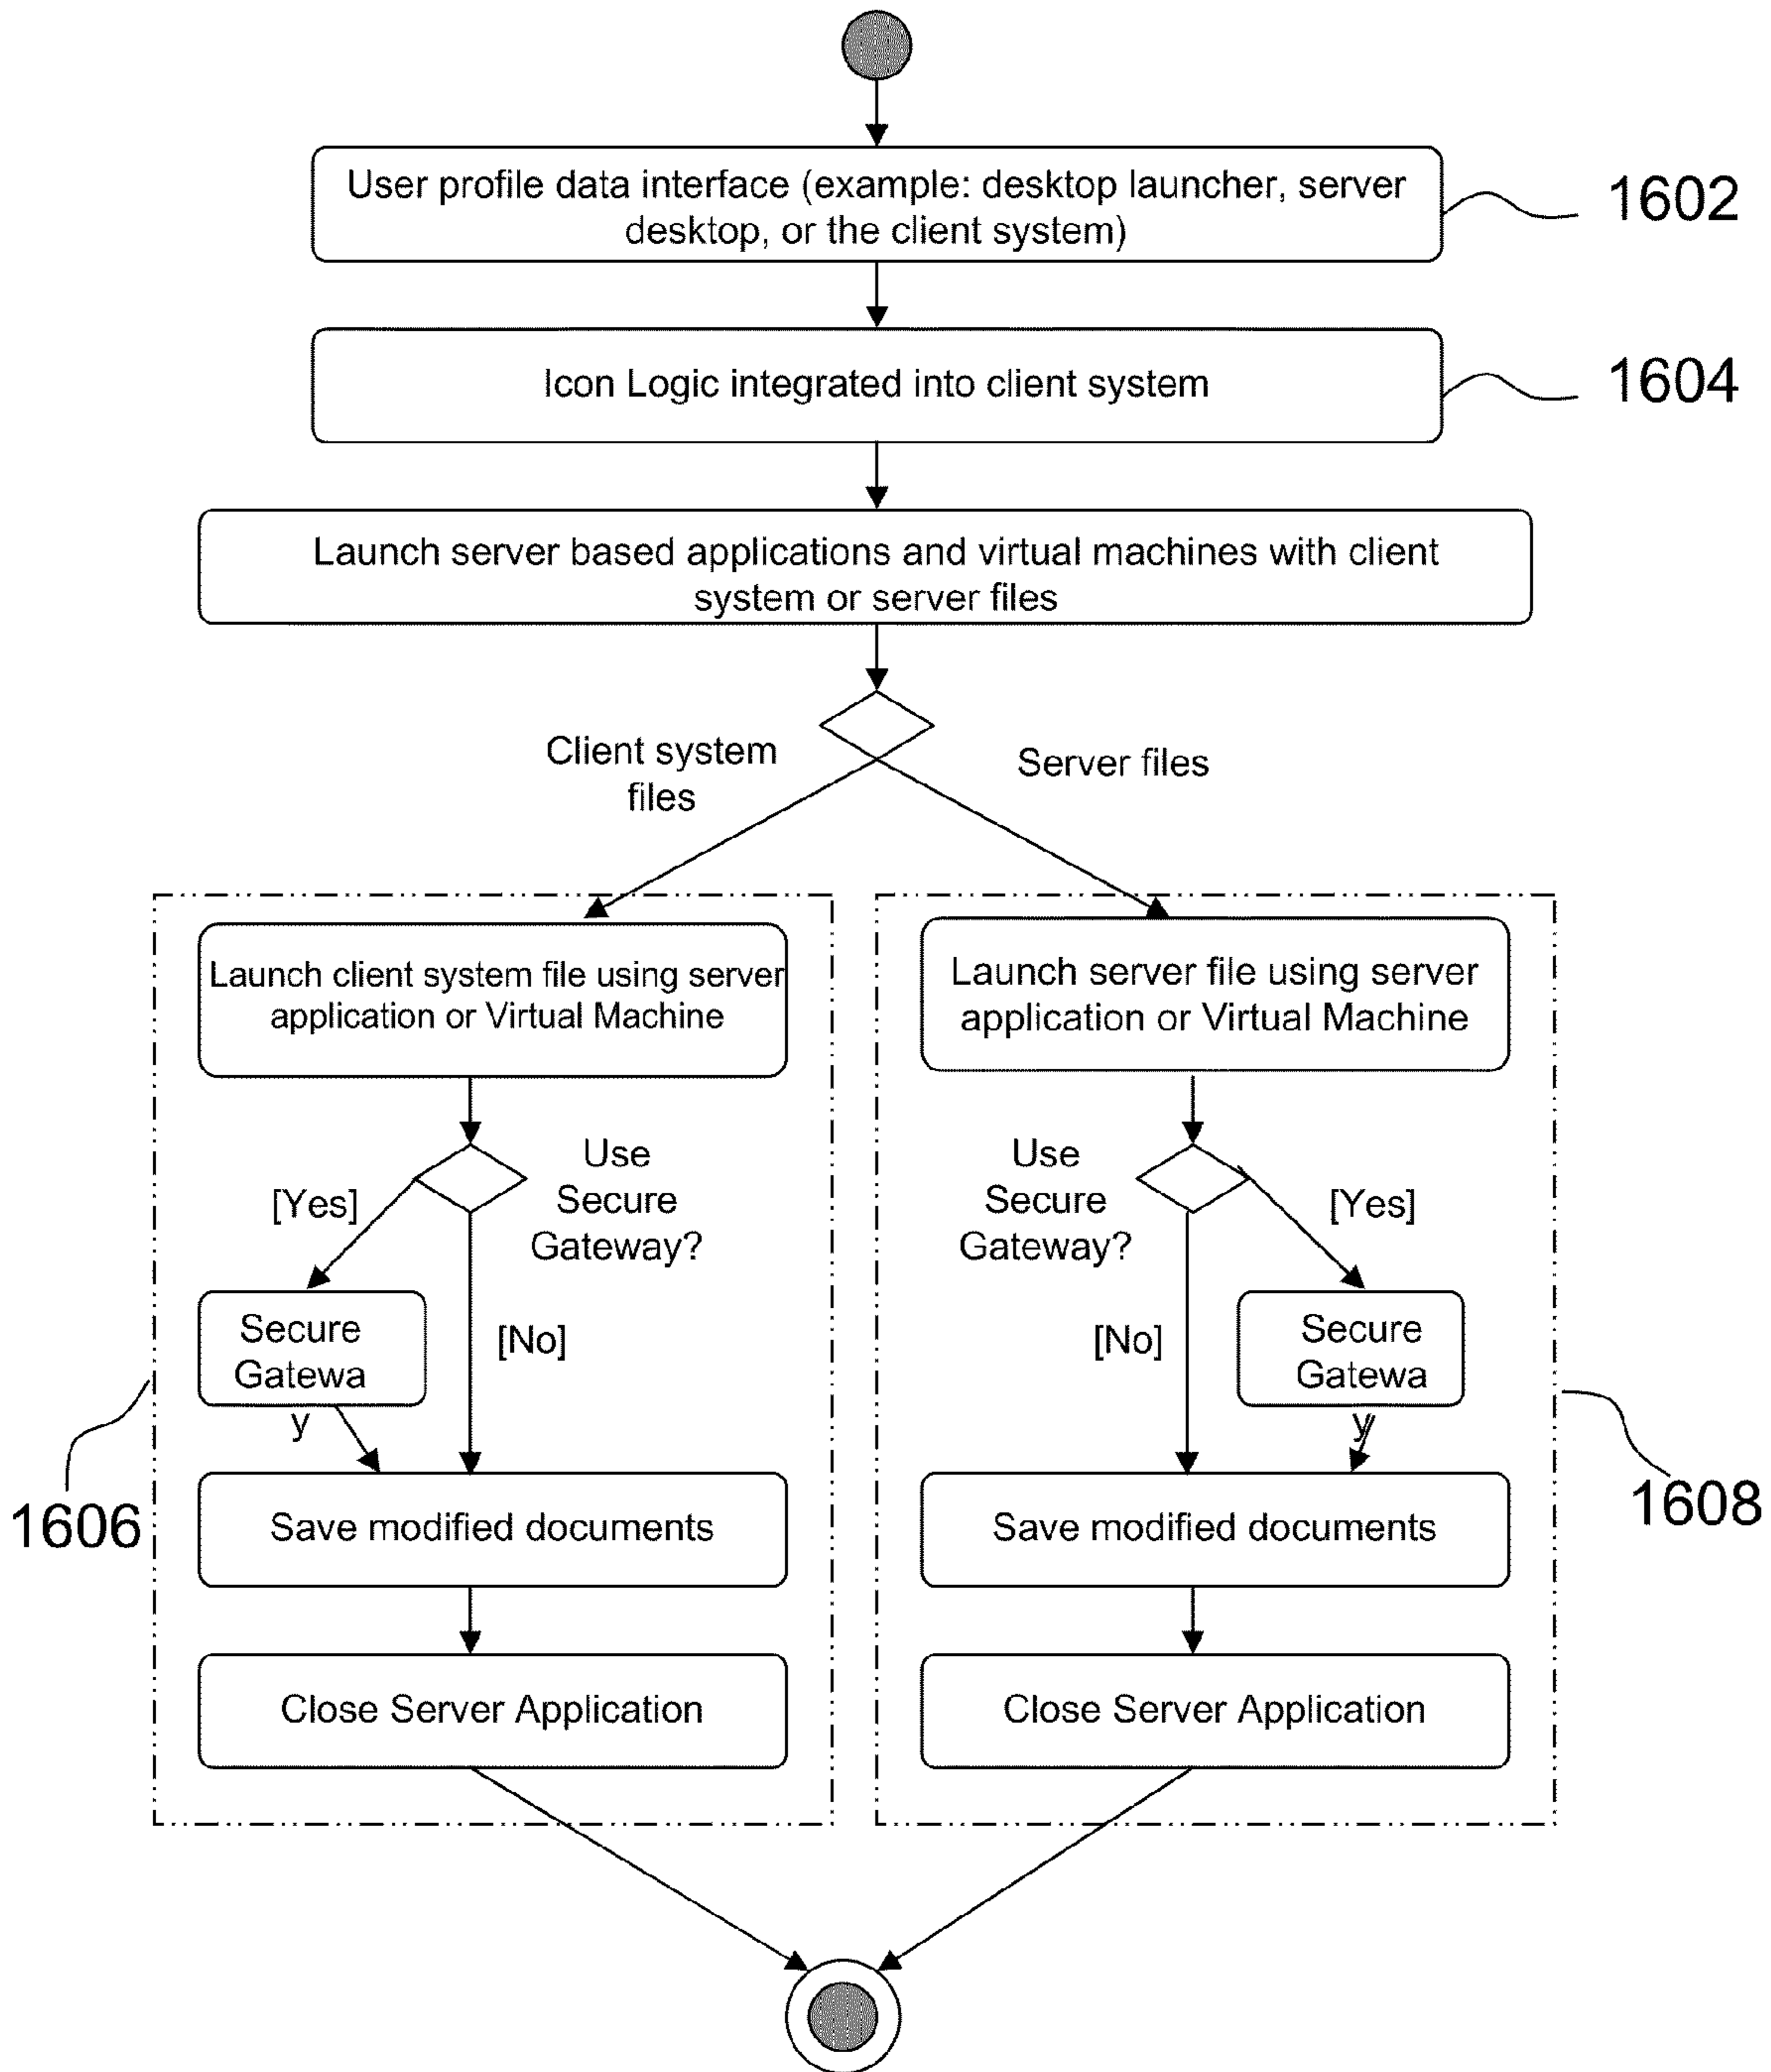 User profile data interface (example: desktop launcher, server
desktop, or the client system)
1602
Icon Logic integrated into client system
1604
Launch server based applications and virtual machines with client
system or server files
Client system
files
Server files
Launch client system file using server
application or Virtual Machine
Use
Secure
Gateway?
[Yes]
[No]
Secure
Gatewa
y
Save modified documents
Close Server Application
1606
Launch server file using server
application or Virtual Machine
Use
Secure
Gateway?
[Yes]
[No]
Secure
Gatewa
y
Save modified documents
Close Server Application
1608